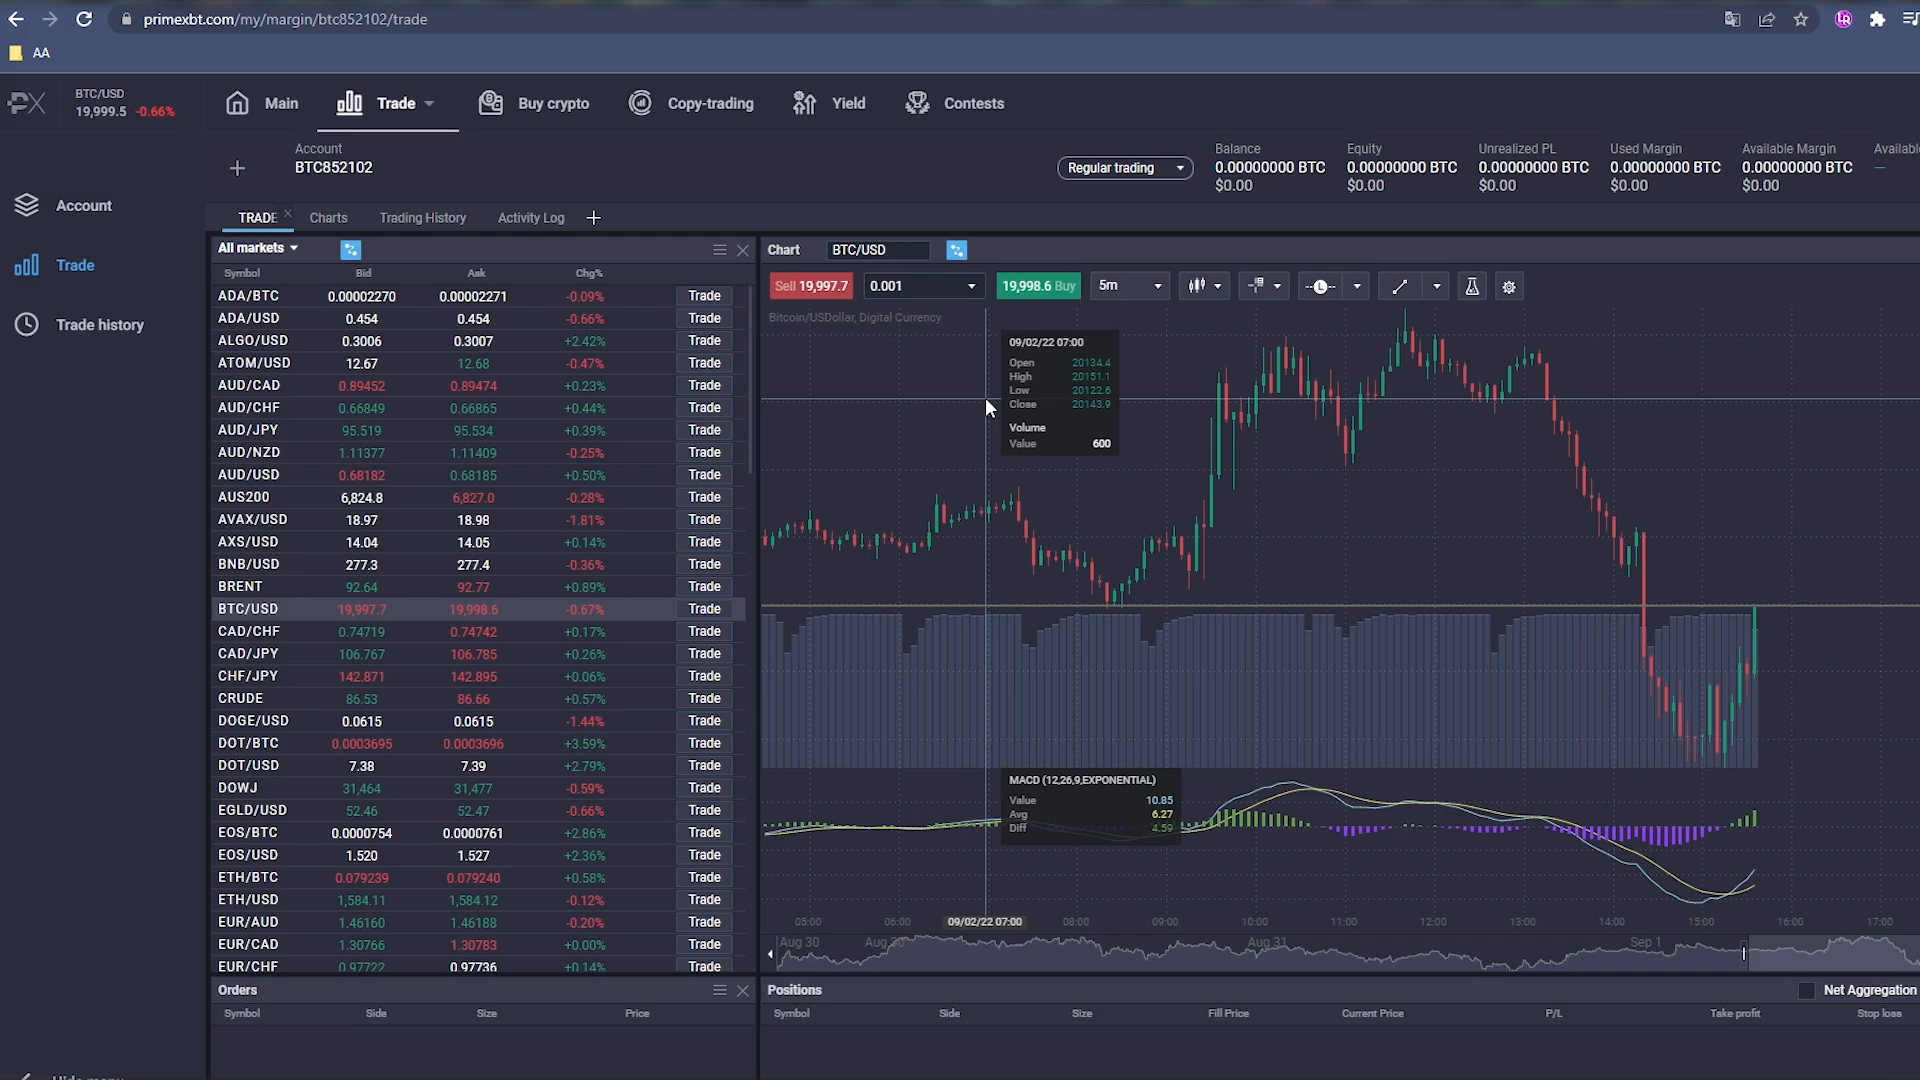 primexbt.com/my/margin/btc852102/trade
AA
PX
BTC/USD
19,999.5 -0.66%
Main
Trade
Buy crypto
Copy-trading
Yield
Contests
Account
BTC852102
Regular trading
Balance
0.00000000 BTC
$0.00
Equity
0.00000000 BTC
$0.00
Unrealized PL
0.00000000 BTC
$0.00
Used Margin
0.00000000 BTC
$0.00
Available Margin
0.00000000 BTC
$0.00
Account
Trade
Trade history
TRADE Charts Trading History Activity Log
All markets
Symbol Bid Ask Chg%
ADA/BTC 0.00002270 0.00002271 -0.09% Trade
ADA/USD 0.454 0.454 -0.66% Trade
ALGO/USD 0.3006 0.3007 +2.42% Trade
ATOM/USD 12.67 12.68 -0.47% Trade
AUD/CAD 0.89452 0.89474 +0.23% Trade
AUD/CHF 0.66849 0.66865 +0.44% Trade
AUD/JPY 95.519 95.534 +0.39% Trade
AUD/NZD 1.11377 1.11409 -0.25% Trade
AUD/USD 0.68182 0.68185 +0.50% Trade
AUS200 6,824.8 6,827.0 -0.28% Trade
AVAX/USD 18.97 18.98 -1.81% Trade
AXS/USD 14.04 14.05 +0.14% Trade
BNB/USD 277.3 277.4 -0.36% Trade
BRENT 92.64 92.77 +0.89% Trade
BTC/USD 19,997.7 19,998.6 -0.67% Trade
CAD/CHF 0.74719 0.74742 +0.17% Trade
CAD/JPY 106.767 106.785 +0.26% Trade
CHF/JPY 142.871 142.895 +0.06% Trade
CRUDE 86.53 86.66 +0.57% Trade
DOGE/USD 0.0615 0.0615 -1.44% Trade
DOT/BTC 0.0003695 0.0003696 +3.59% Trade
DOT/USD 7.38 7.39 +2.79% Trade
DOWJ 31,464 31,477 -0.59% Trade
EGLD/USD 52.46 52.47 -0.66% Trade
EOS/BTC 0.0000754 0.0000761 +2.86% Trade
EOS/USD 1.520 1.527 +2.36% Trade
ETH/BTC 0.079239 0.079240 +0.58% Trade
ETH/USD 1,584.11 1,584.12 -0.12% Trade
EUR/AUD 1.46160 1.46188 -0.20% Trade
EUR/CAD 1.30766 1.30783 +0.00% Trade
EUR/CHF 0.97722 0.97736 +0.14% Trade
Chart BTC/USD
Sell 19,997.7 0.001 19,998.6 Buy 5m
Bitcoin/USDollar, Digital Currency
09/02/22 07:00
Open 20134.4
High 20151.1
Low 20122.6
Close 20143.9
Volume
Value 600
MACD (12,26,9,EXPONENTIAL)
Value 10.85
Avg 6.27
Diff 4.59
05:00 06:00 09/02/22 07:00 08:00 09:00 10:00 11:00 12:00 13:00 14:00 15:00 16:00 17:00
Aug 30 Aug 30 Aug 31 Sep 1
Orders
Symbol Side Size Price
Positions
Net Aggregation
Symbol Side Size Fill Price Current Price P/L Take profit Stop loss